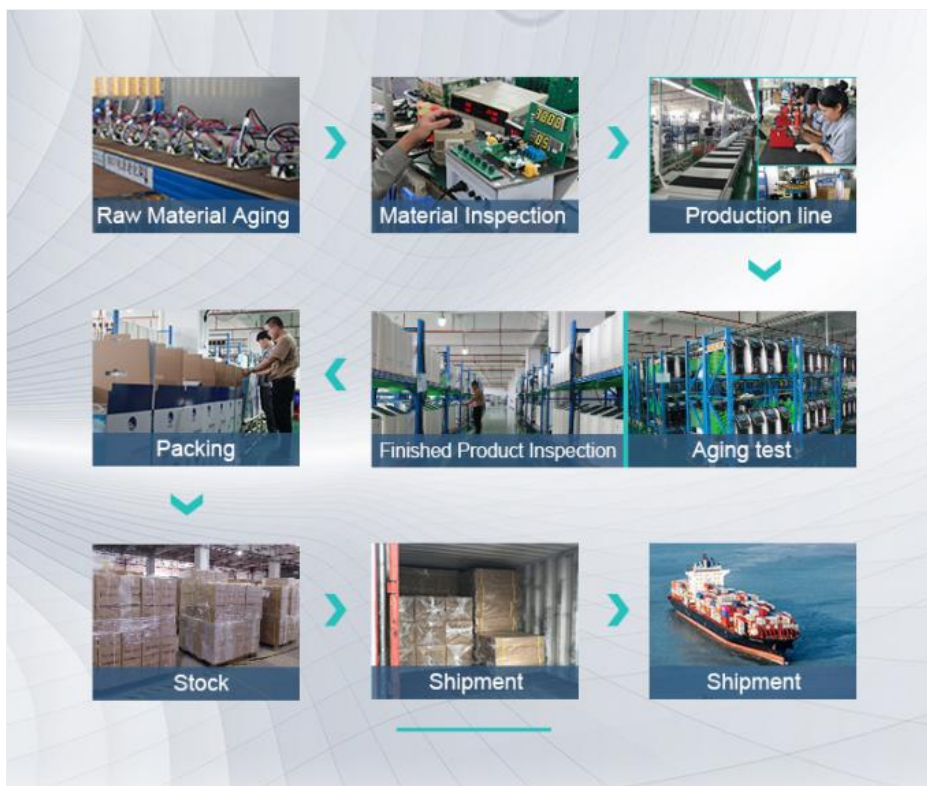 Raw Material Aging
Material Inspection
Production line
Aging test
Finished Product Inspection
Packing
Stock
Shipment
Shipment